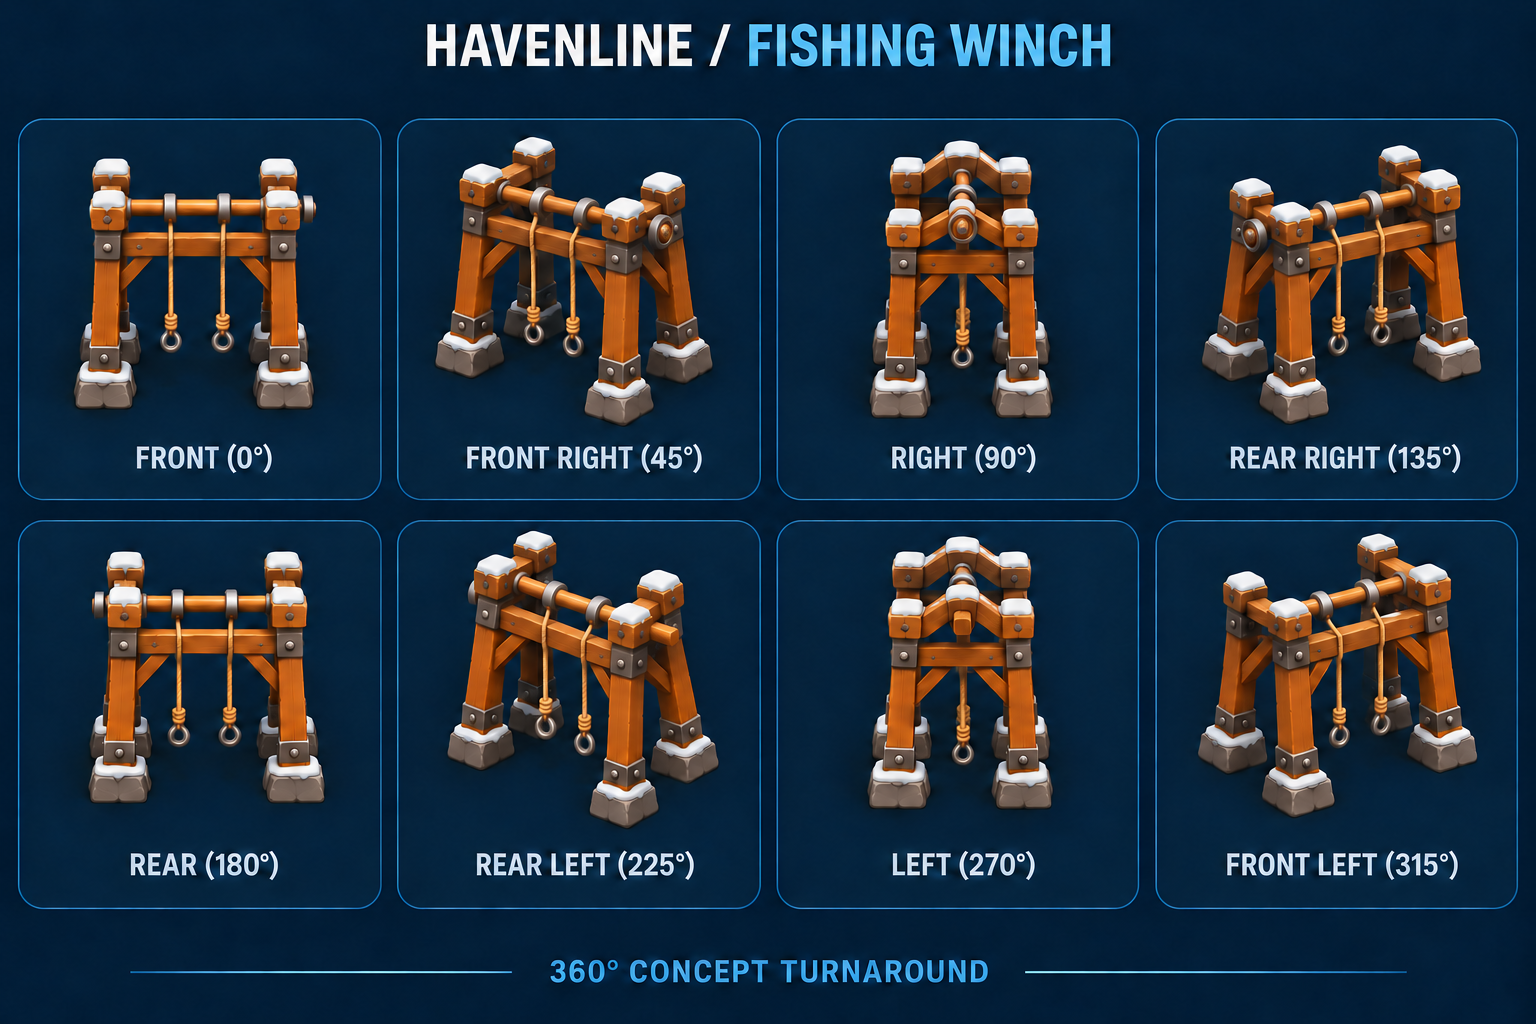 HAVENLINE / FISHING WINCH
FRONT (0°)
FRONT RIGHT (45°)
RIGHT (90°)
REAR RIGHT (135°)
REAR (180°)
REAR LEFT (225°)
LEFT (270°)
FRONT LEFT (315°)
360° CONCEPT TURNAROUND